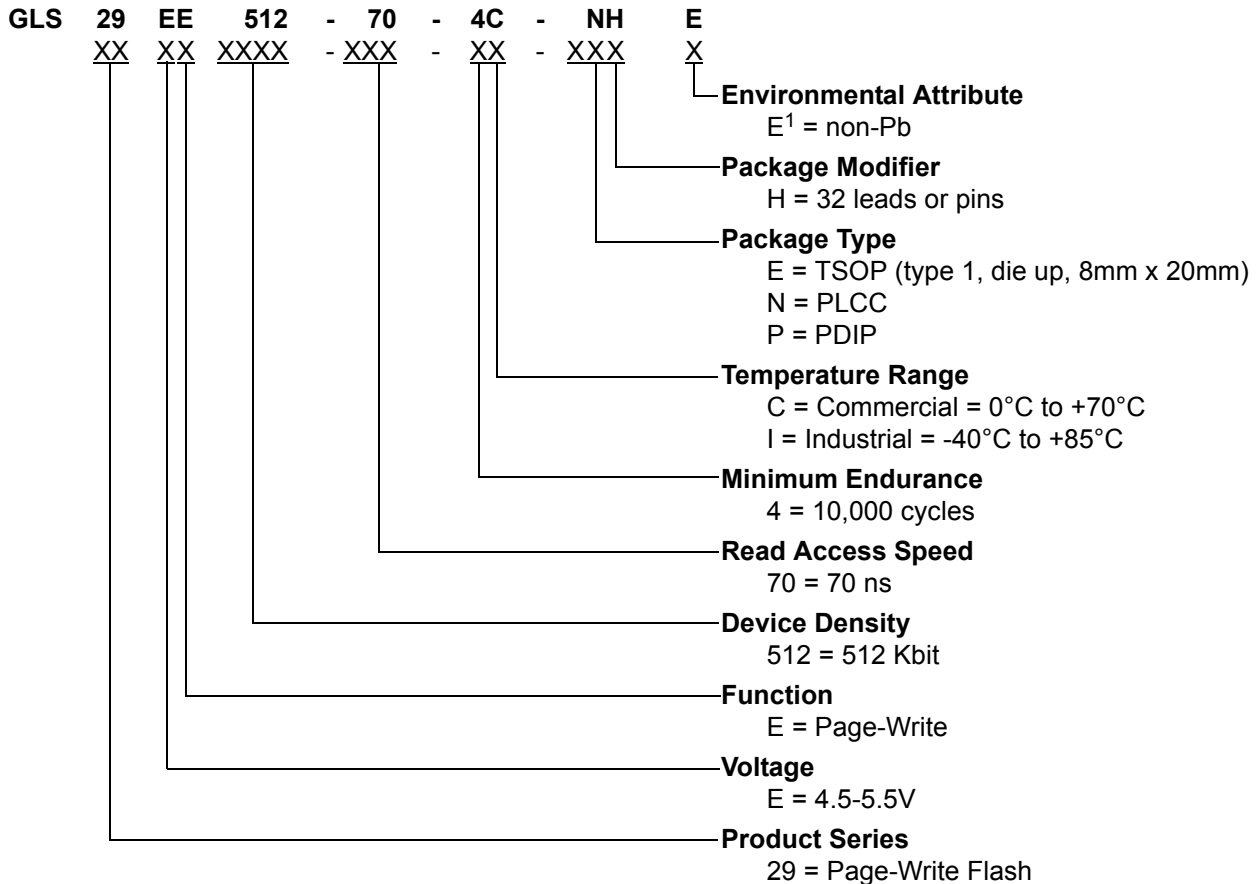 GLS 29 EE 512 - 70 - 4C - NH E
XX XX XXXX - XXX - XX - XXX X
Environmental Attribute
E1 = non-Pb
Package Modifier
H = 32 leads or pins
Package Type
E = TSOP (type 1, die up, 8mm x 20mm)
N = PLCC
P = PDIP
Temperature Range
C = Commercial = 0°C to +70°C
I = Industrial = -40°C to +85°C
Minimum Endurance
4 = 10,000 cycles
Read Access Speed
70 = 70 ns
Device Density
512 = 512 Kbit
Function
E = Page-Write
Voltage
E = 4.5-5.5V
Product Series
29 = Page-Write Flash